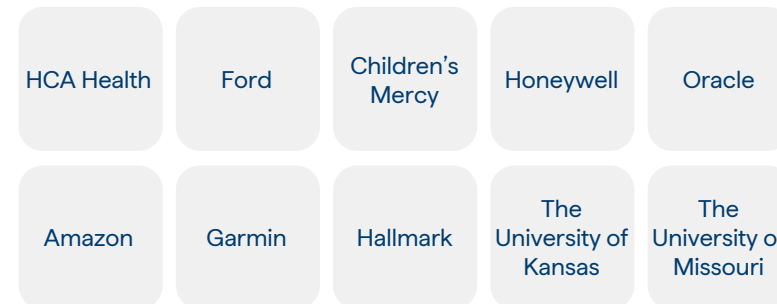 HCA Health
Ford
Children's
Mercy
Honeywell
Oracle
Amazon
Garmin
Hallmark
The
University of
Kansas
The
University o
Missouri